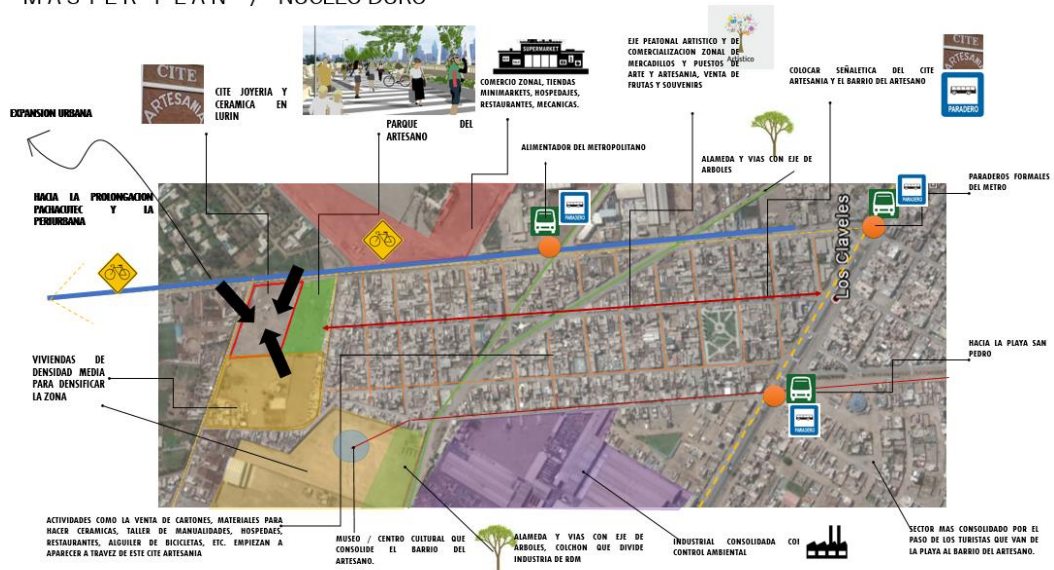 MASTER PLAN / NUCLEO DURO
CITE
ARTESANIA
CITE JOYERIA Y
CERAMICA EN
LURIN
PARQUE DEL
ARTESANO
SUPERMARKET
COMERCIO ZONAL, TIENDAS
MINIMARKETS, HOSPEDAJES,
RESTAURANTES, MECANICAS.
EJE PEATONAL ARTISTICO Y DE
COMERCIALIZACION ZONAL DE
MERCADILLOS Y PUESTOS DE
ARTE Y ARTESANIA, VENTA DE
FRUTAS Y SOUVENIRS
Artístico
COLOCAR SEÑALETICA DEL CITE
ARTESANIA Y EL BARRIO DEL ARTESANO
CITE
ARTESANIA
PARADERO
EXPANSION URBANA
HACIA LA PROLONGACION
PACHACUTEC Y LA
PERIURBANA
ALIMENTADOR DEL METROPOLITANO
PARADERO
ALAMEDA Y VIAS CON EJE DE
ARBOLES
PARADEROS FORMALES
DEL METRO
PARADERO
Los Claveles
HACIA LA PLAYA SAN
PEDRO
PARADERO
VIVIENDAS DE
DENSIDAD MEDIA
PARA DENSIFICAR
LA ZONA
ACTIVIDADES COMO LA VENTA DE CARTONES, MATERIALES PARA
HACER CERAMICAS, TALLER DE MANUALIDADES, HOSPEDAES,
RESTAURANTES, ALQUILER DE BICICLETAS, ETC. EMPIEZAN A
APARECER A TRAVEZ DE ESTE CITE ARTESANIA
MUSEO / CENTRO CULTURAL QUE
CONSOLIDE EL BARRIO DEL
ARTESANO.
ALAMEDA Y VIAS CON EJE DE
ARBOLES, COLCHON QUE DIVIDE
INDUSTRIA DE RDM
INDUSTRIAL CONSOLIDADA COI
CONTROL AMBIENTAL
SECTOR MAS CONSOLIDADO POR EL
PASO DE LOS TURISTAS QUE VAN DE
LA PLAYA AL BARRIO DEL ARTESANO.